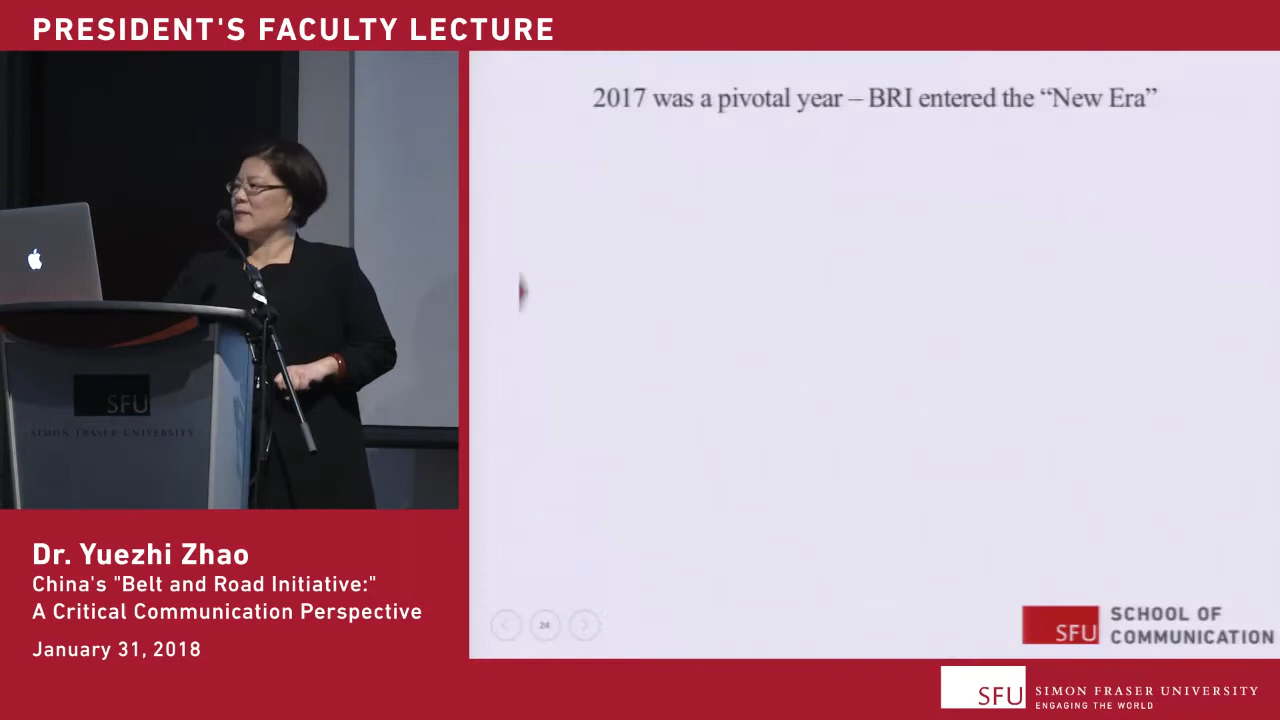 PRESIDENT'S FACULTY LECTURE
2017 was a pivotal year – BRI entered the “New Era”
SFU
SIMON FRASER UNIVERSITY
Dr. Yuezhi Zhao
China's "Belt and Road Initiative:"
A Critical Communication Perspective
January 31, 2018
24
SFU
SCHOOL OF
COMMUNICATION
SFU
SIMON FRASER UNIVERSITY
ENGAGING THE WORLD